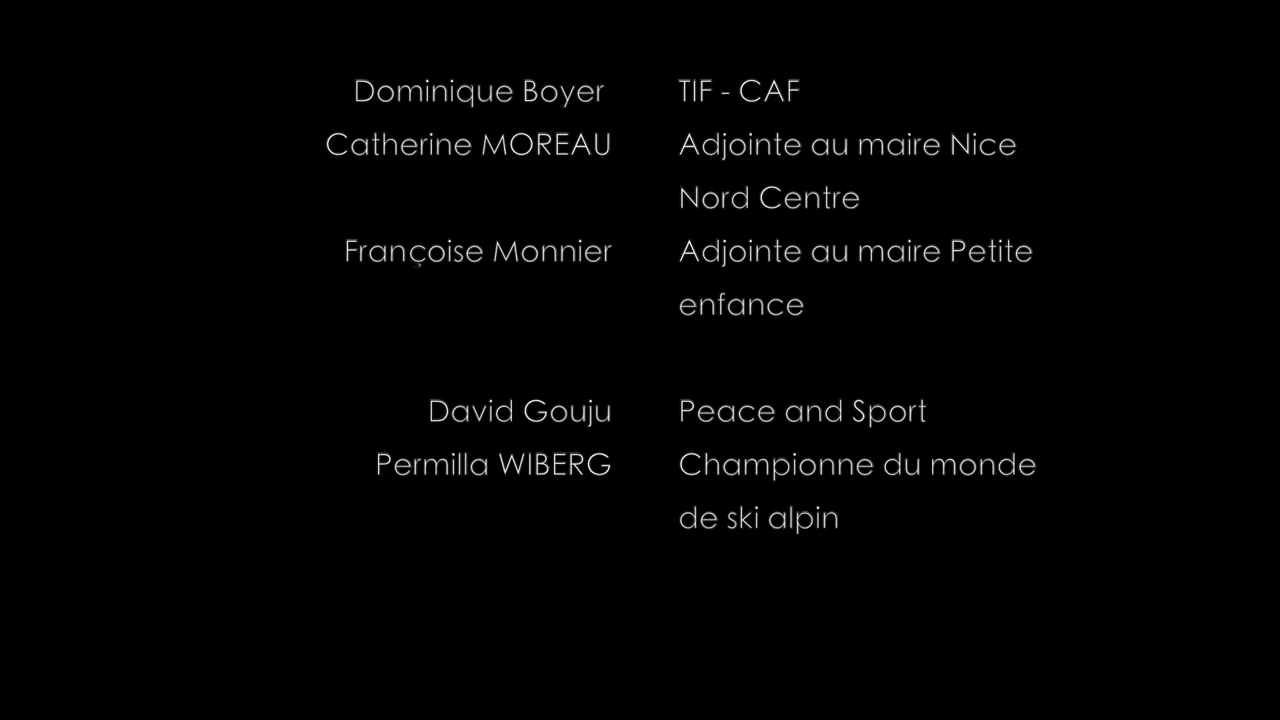 Dominique Boyer TIF - CAF
Catherine MOREAU Adjointe au maire Nice
Nord Centre
Françoise Monnier Adjointe au maire Petite
enfance
David Gouju Peace and Sport
Permilla WIBERG Championne du monde
de ski alpin